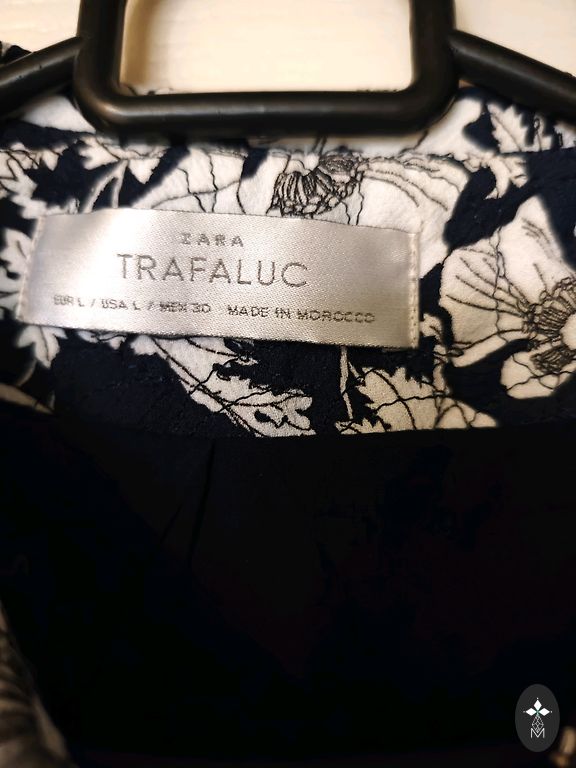 ZARA
TRAFALUC
EUR L / USA L / MEX 30 MADE IN MOROCCO
M